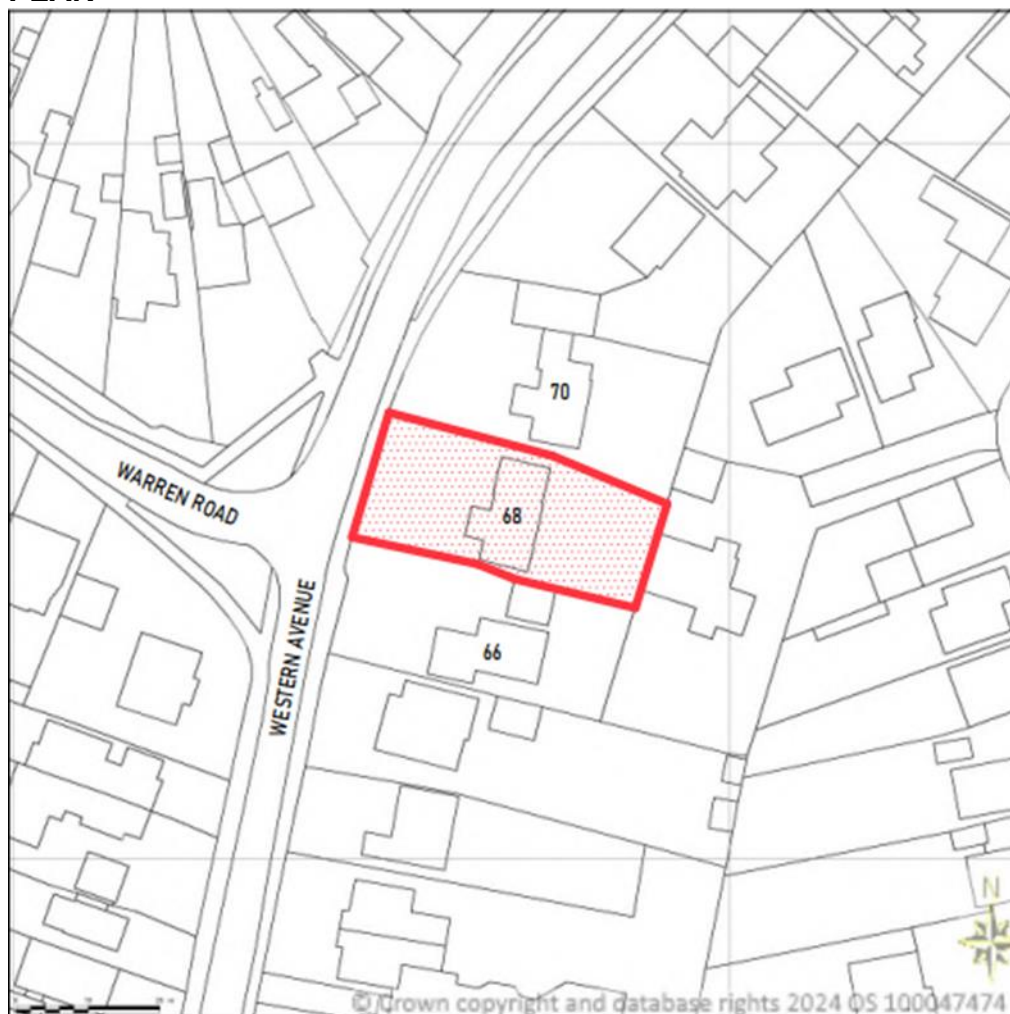 70
68
WARREN ROAD
WESTERN AVENUE
66
N
© Crown copyright and database rights 2024 OS 100047474